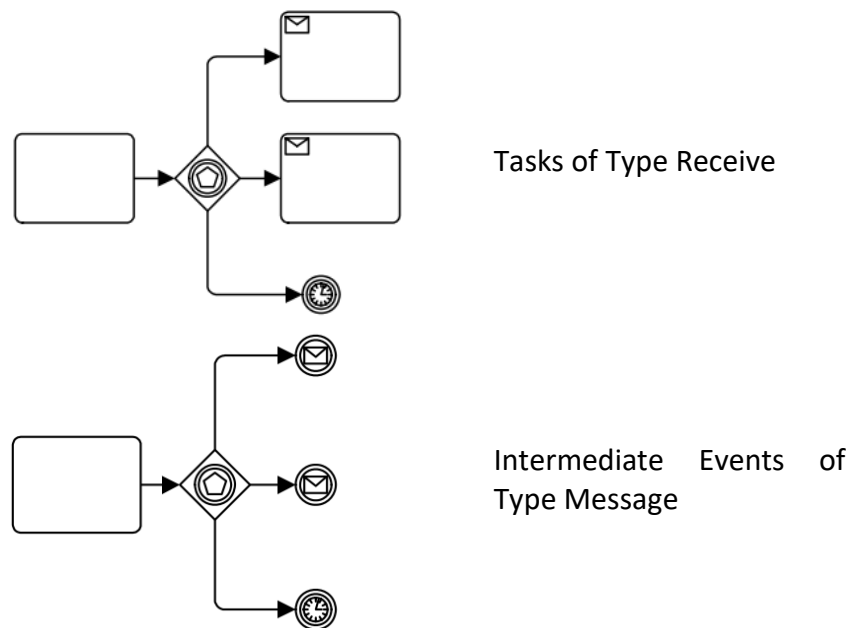 Tasks of Type Receive
Intermediate Events of
Type Message